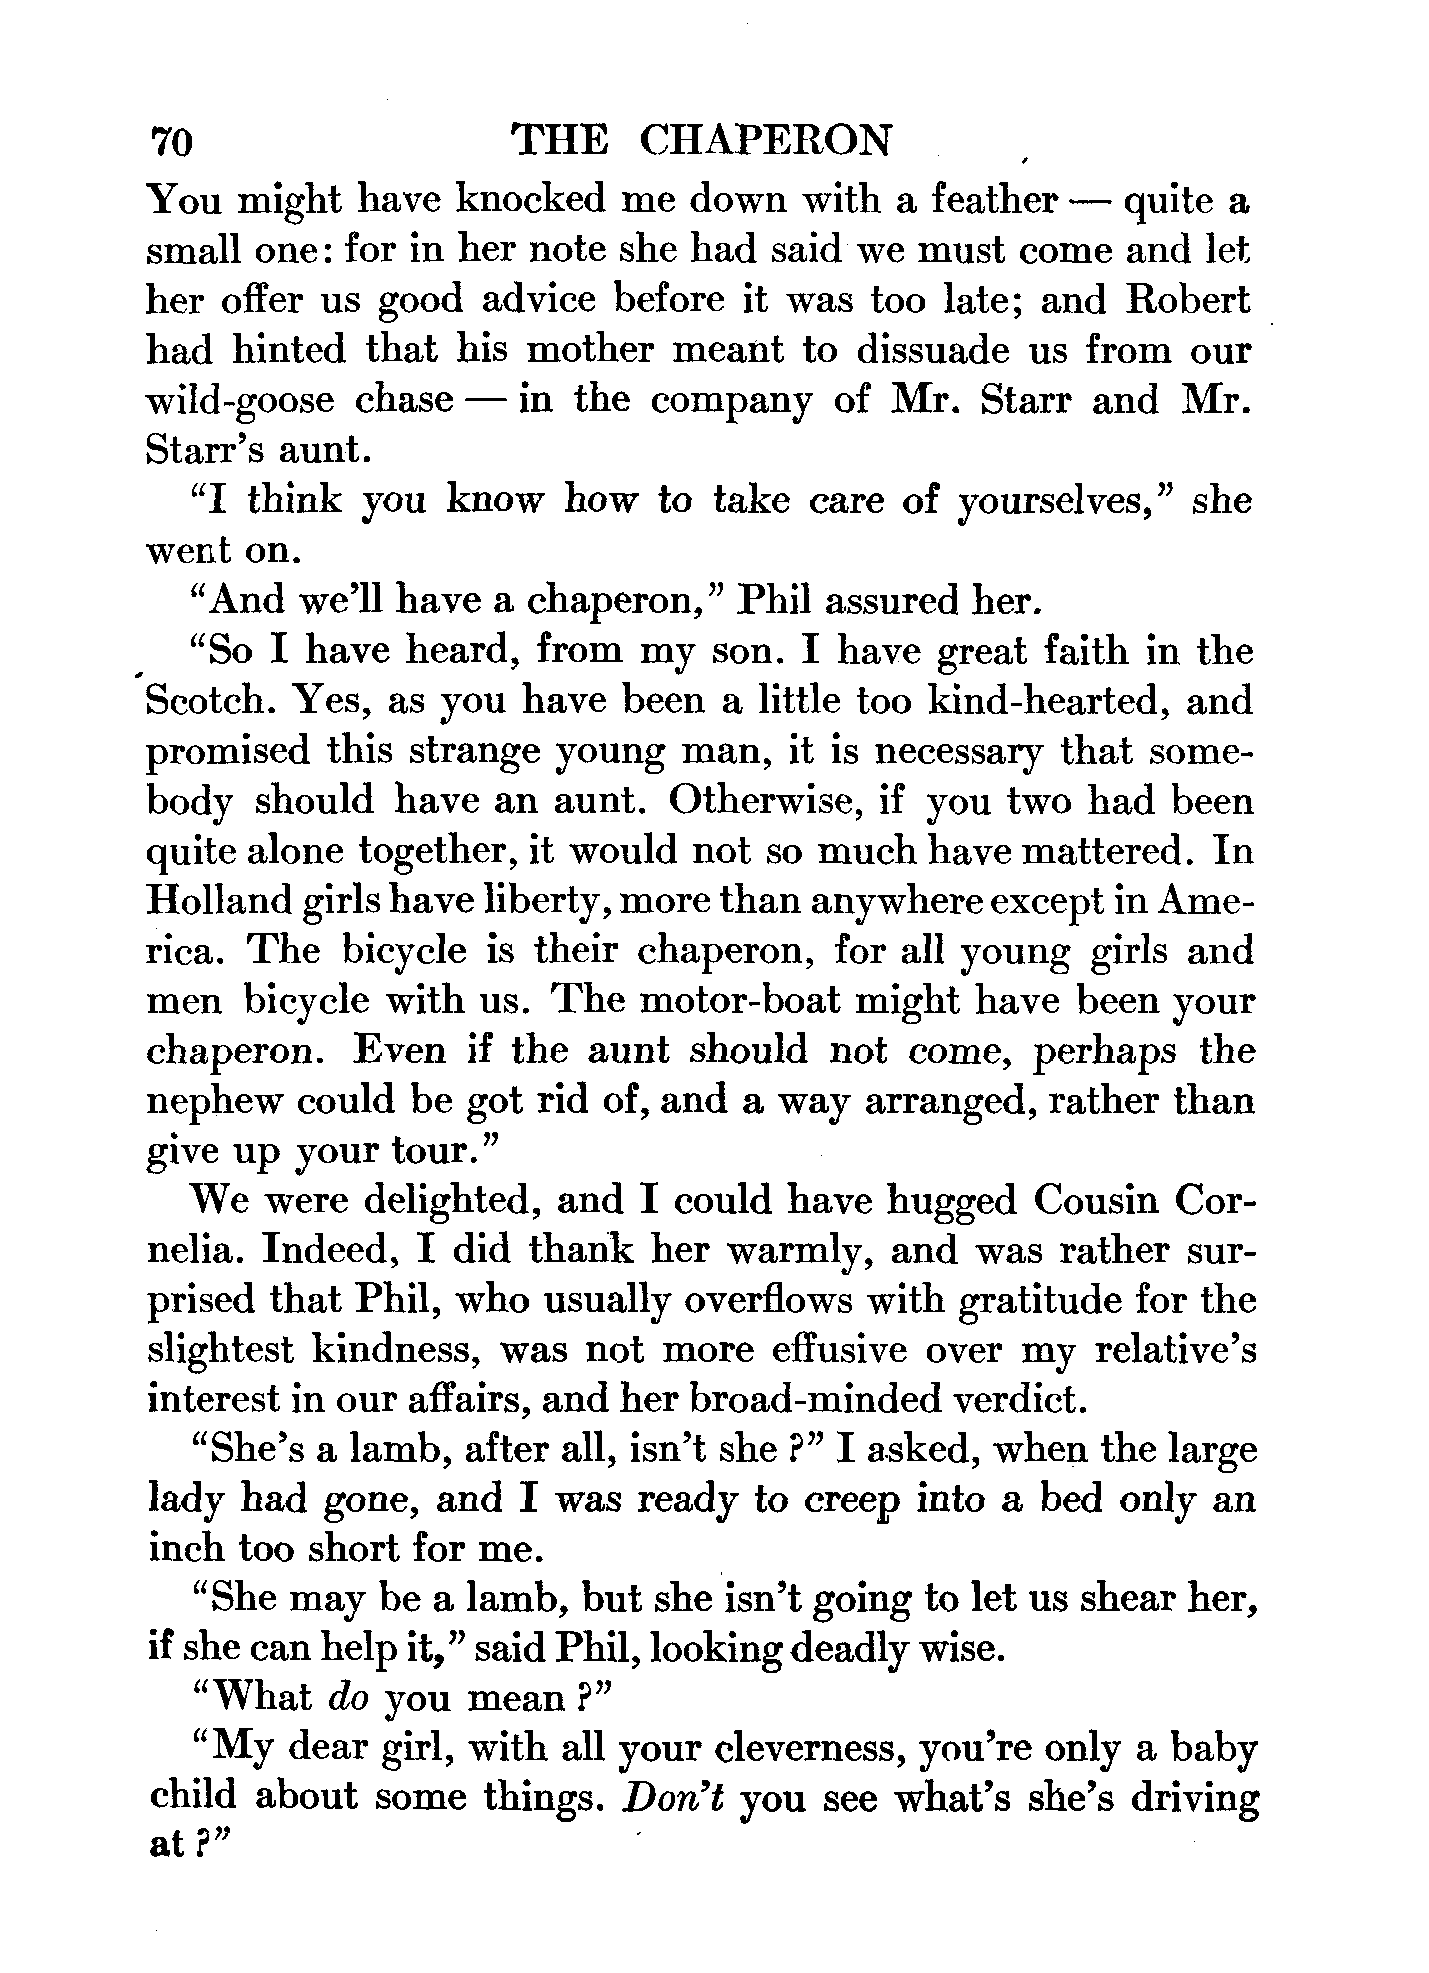 70 THE CHAPERON
You might have knocked me down with a feather — quite a
small one: for in her note she had said we must come and let
her offer us good advice before it was too late; and Robert
had hinted that his mother meant to dissuade us from our
wild-goose chase — in the company of Mr. Starr and Mr.
Starr's aunt.
"I think you know how to take care of yourselves," she
went on.
"And we'll have a chaperon," Phil assured her.
"So I have heard, from my son. I have great faith in the
Scotch. Yes, as you have been a little too kind-hearted, and
promised this strange young man, it is necessary that some-
body should have an aunt. Otherwise, if you two had been
quite alone together, it would not so much have mattered. In
Holland girls have liberty, more than anywhere except in Ame-
rica. The bicycle is their chaperon, for all young girls and
men bicycle with us. The motor-boat might have been your
chaperon. Even if the aunt should not come, perhaps the
nephew could be got rid of, and a way arranged, rather than
give up your tour."
We were delighted, and I could have hugged Cousin Cor-
nelia. Indeed, I did thank her warmly, and was rather sur-
prised that Phil, who usually overflows with gratitude for the
slightest kindness, was not more effusive over my relative's
interest in our affairs, and her broad-minded verdict.
"She's a lamb, after all, isn't she ?" I asked, when the large
lady had gone, and I was ready to creep into a bed only an
inch too short for me.
"She may be a lamb, but she isn't going to let us shear her,
if she can help it," said Phil, looking deadly wise.
"What do you mean ?"
"My dear girl, with all your cleverness, you're only a baby
child about some things. Don't you see what's she's driving
at ?"